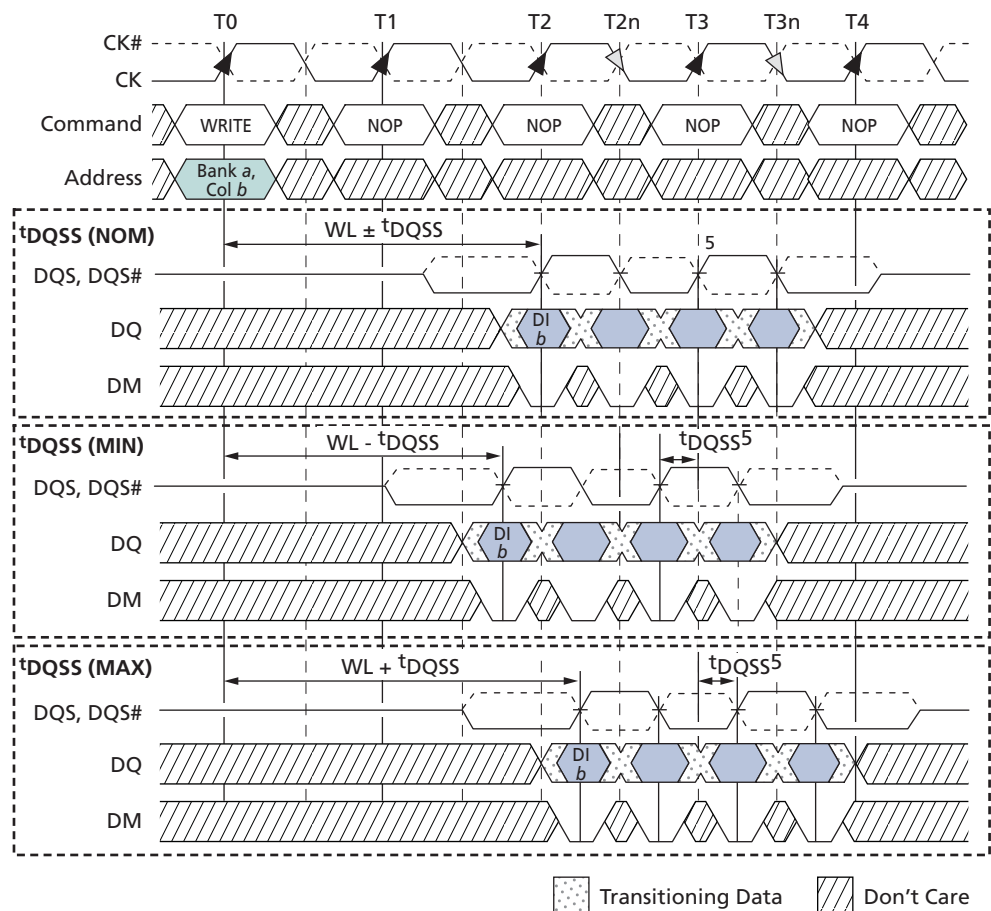 T0 T1 T2 T2n T3 T3n T4
CK#
CK
Command WRITE NOP NOP NOP NOP
Address Bank a,
Col b
tDQSS (NOM) WL ± tDQSS
5
DQS, DQS#
DQ DI
b
DM
tDQSS (MIN) WL - tDQSS tDQSS5
DQS, DQS#
DQ DI
b
DM
tDQSS (MAX) WL + tDQSS tDQSS5
DQS, DQS#
DQ DI
b
DM
Transitioning Data Don't Care